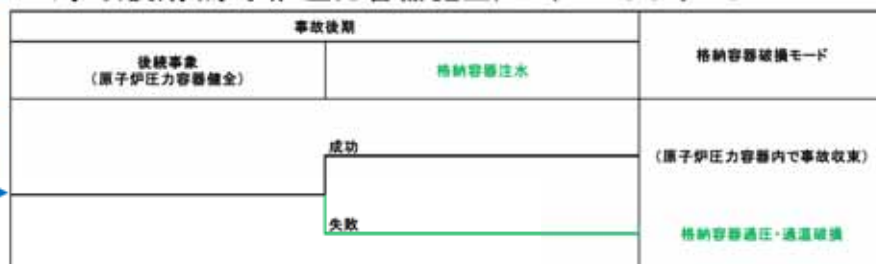 事故後期
後続事象
(原子炉圧力容器健全)
格納容器注水
格納容器破損モード
成功
(原子炉圧力容器内で事故収束)
失敗
格納容器過圧・過温破損